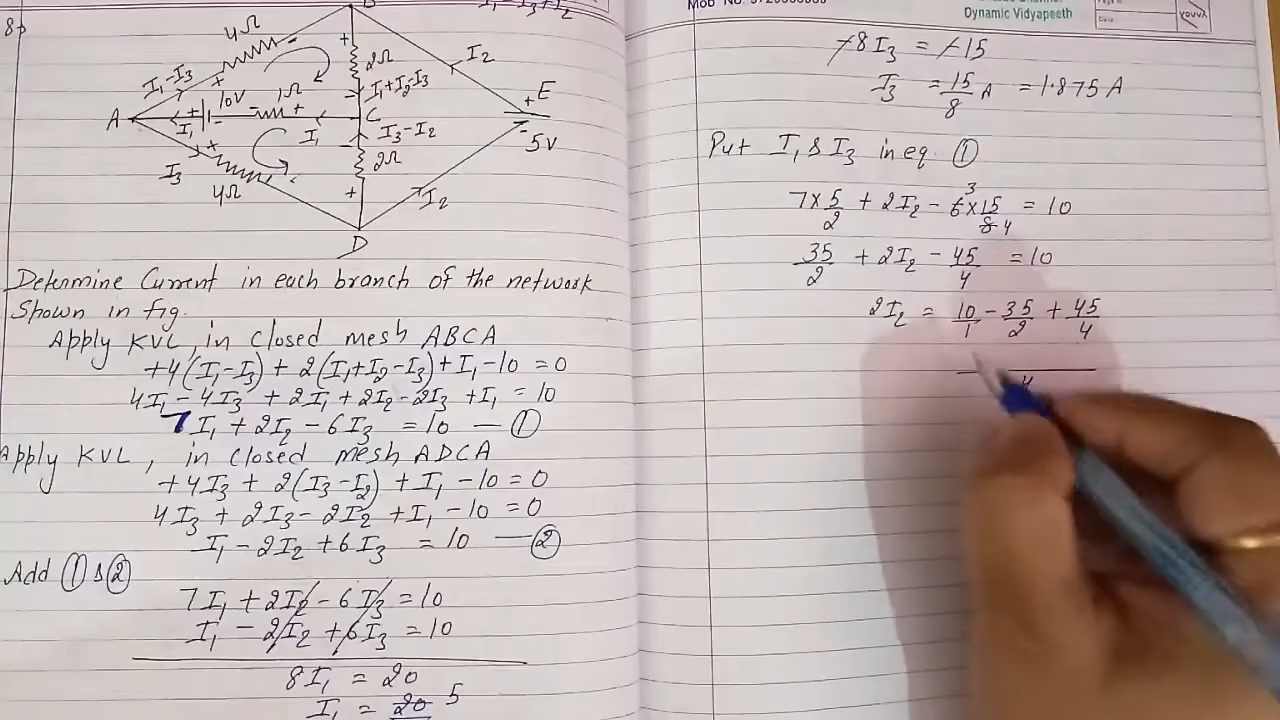 8)
B
4Ω
I₁-I₃
10V
1Ω
2Ω
I₁+I₂-I₃
I₂
E
A
I₁
I₁
C
I₃-I₂
5V
I₃
4Ω
2Ω
I₂
D
Determine Current in each branch of the network
Shown in fig.
Apply KVL, in closed mesh ABCA
+4(I₁-I₃) + 2(I₁+I₂-I₃) + I₁ - 10 = 0
4I₁ - 4I₃ + 2I₁ + 2I₂ - 2I₃ + I₁ = 10
7I₁ + 2I₂ - 6I₃ = 10 — ①
Apply KVL, in closed mesh ADCA
+4I₃ + 2(I₃-I₂) + I₁ - 10 = 0
4I₃ + 2I₃ - 2I₂ + I₁ - 10 = 0
I₁ - 2I₂ + 6I₃ = 10 — ②
Add ① & ②
7I₁ + 2I₂ - 6I₃ = 10
I₁ - 2I₂ + 6I₃ = 10
8I₁ = 20
I₁ = 20 5
Dynamic Vidyapeeth
Date:
YOUVA
-8I₃ = -15
I₃ = 15/8 A = 1.875 A
Put I₁ & I₃ in eq. ①
7 x 5/2 + 2I₂ - 6 x 15/8 = 10
3
4
35/2 + 2I₂ - 45/4 = 10
2I₂ = 10/1 - 35/2 + 45/4
4